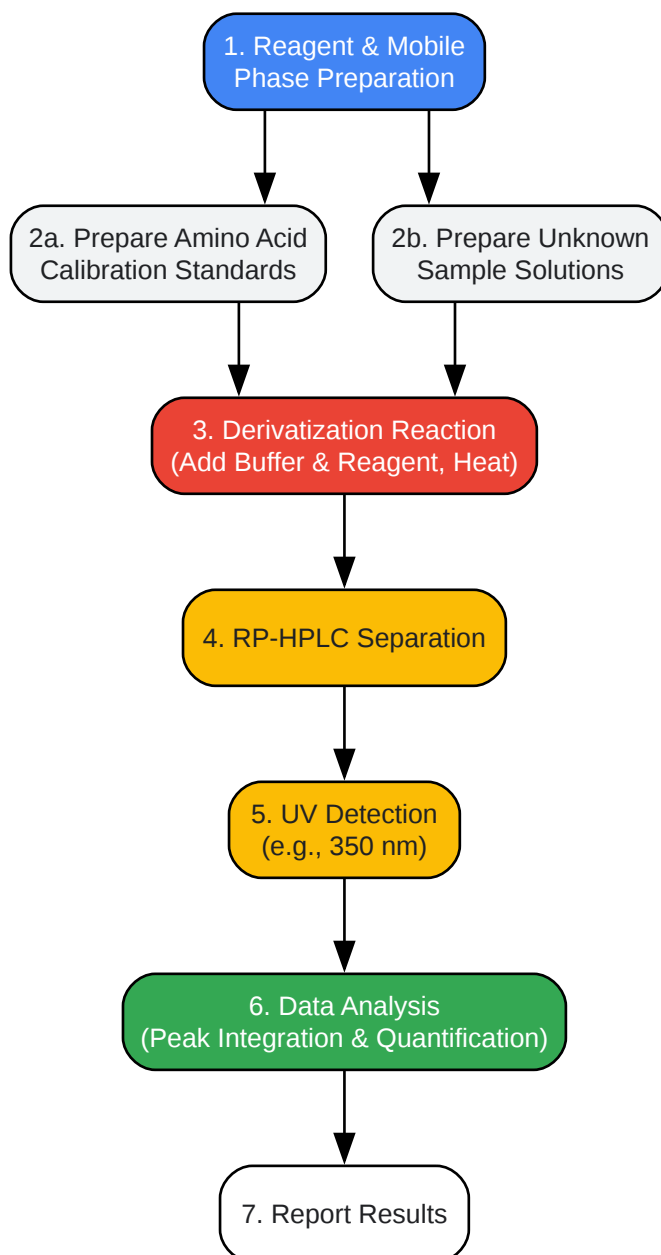 1. Reagent & Mobile
Phase Preparation
2a. Prepare Amino Acid
Calibration Standards
2b. Prepare Unknown
Sample Solutions
3. Derivatization Reaction
(Add Buffer & Reagent, Heat)
4. RP-HPLC Separation
5. UV Detection
(e.g., 350 nm)
6. Data Analysis
(Peak Integration & Quantification)
7. Report Results